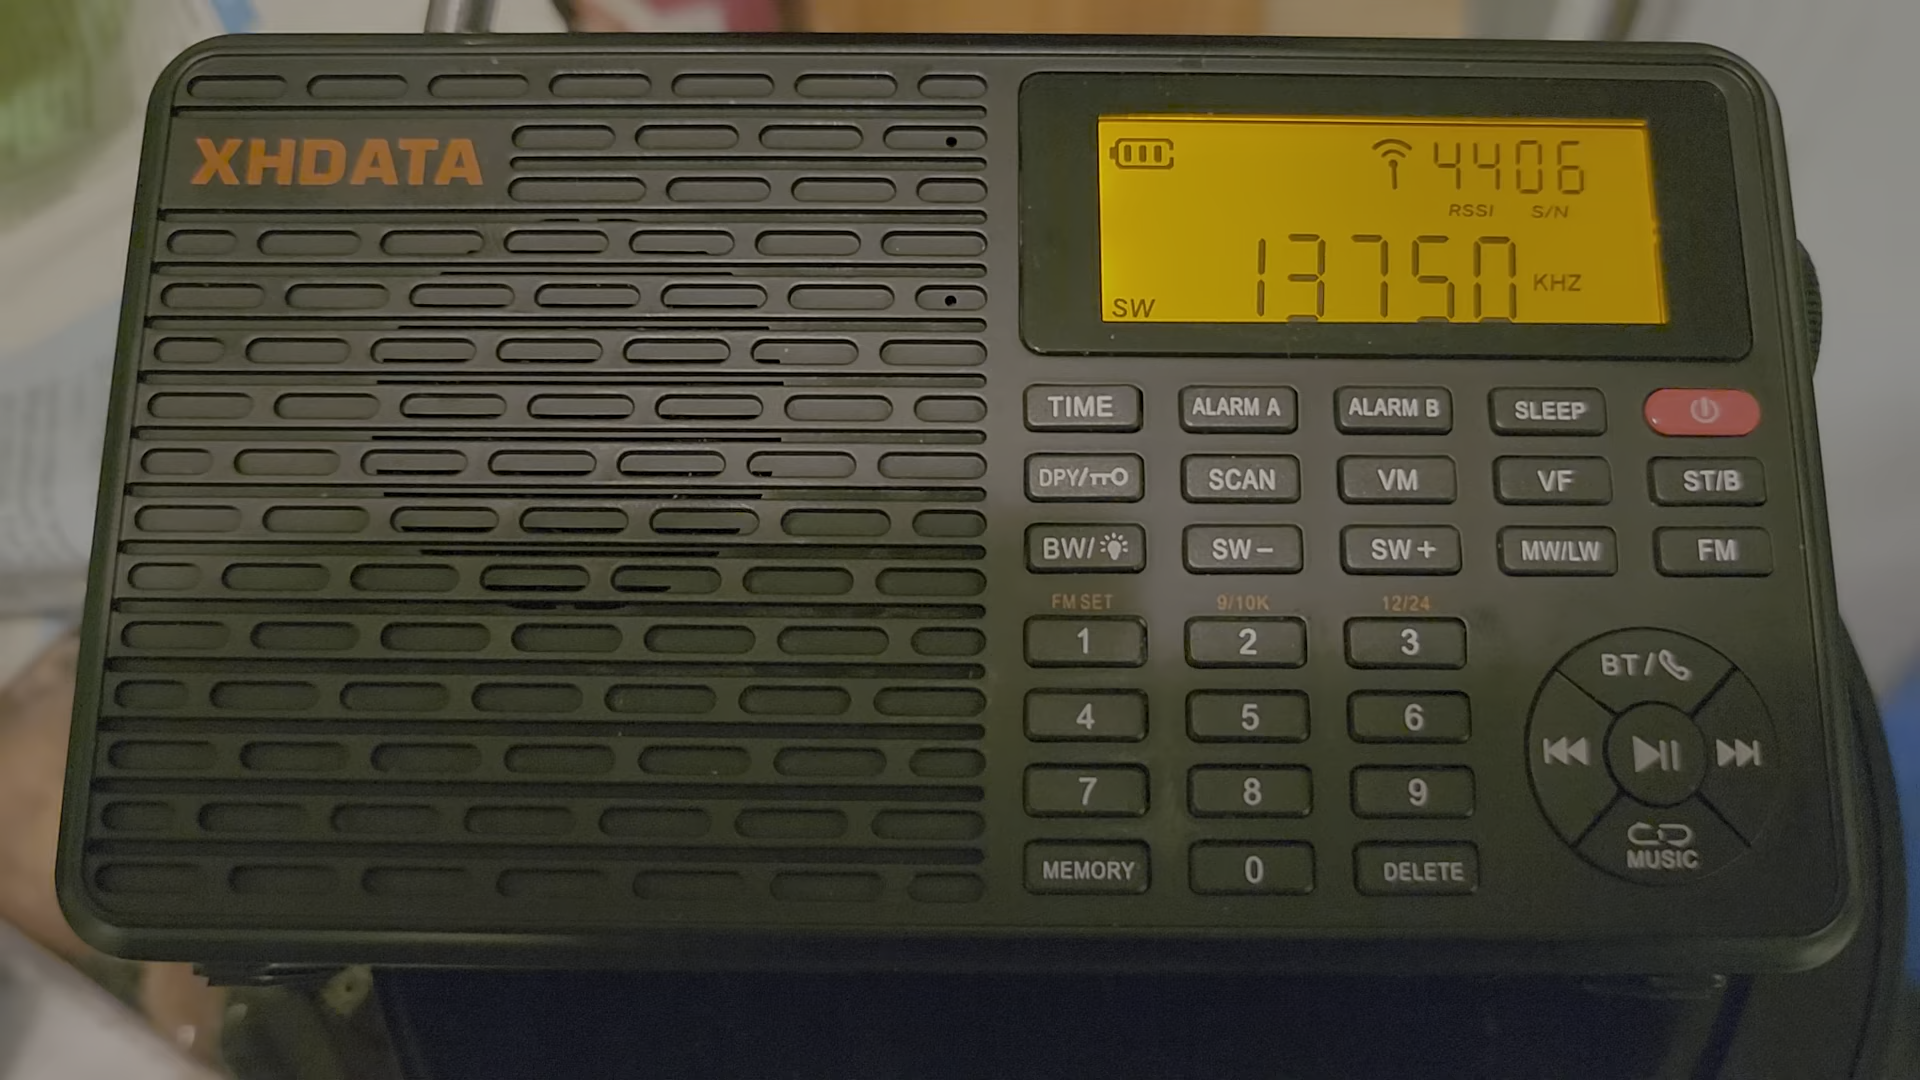 XHDATA
4406
RSSI S/N
13750 KHZ
SW
TIME ALARM A ALARM B SLEEP
DPY/ SCAN VM VF ST/B
BW/ SW- SW+ MW/LW FM
FM SET 9/10K 12/24
1 2 3
BT/
4 5 6
7 8 9
MUSIC
MEMORY 0 DELETE